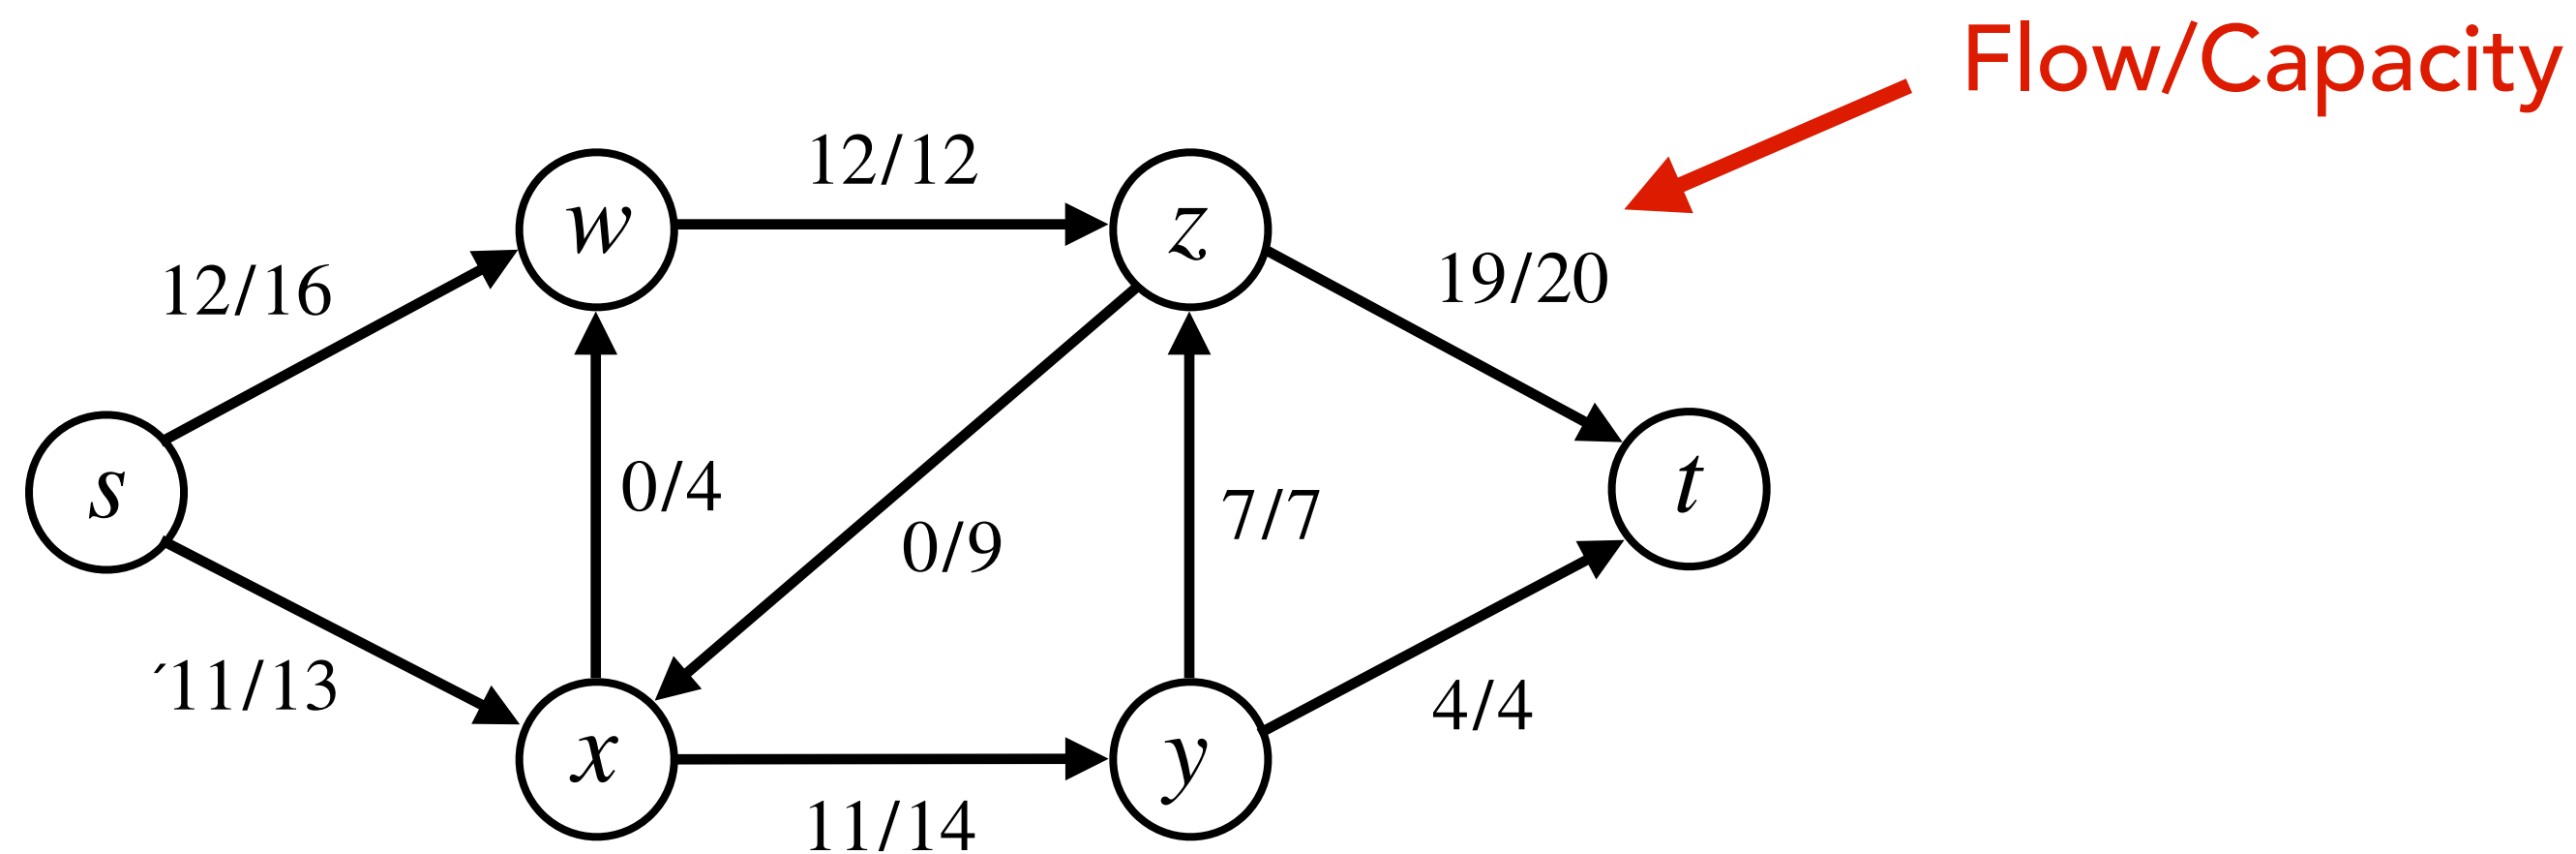 Flow/Capacity
12/12
w
z
12/16
19/20
s
0/4
0/9
7/7
t
´11/13
4/4
x
y
11/14